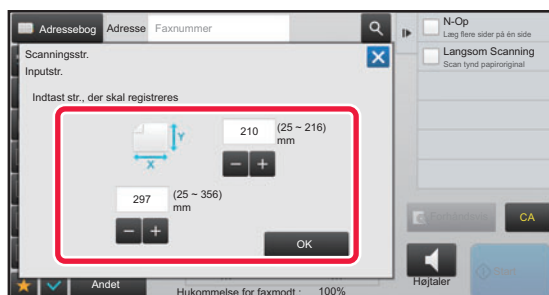 Adressebog
Adresse
Faxnummer
N-Op
Læg flere sider på én side
Langsom Scanning
Scan tynd papiroriginal
Scanningsstr.
Inputstr.
Indtast str., der skal registreres
Y
X
210
(25 ~ 216)
mm
297
(25 ~ 356)
mm
OK
CA
Start
Højtaler
Andet
Hukommelse for faxmodt.:
100%